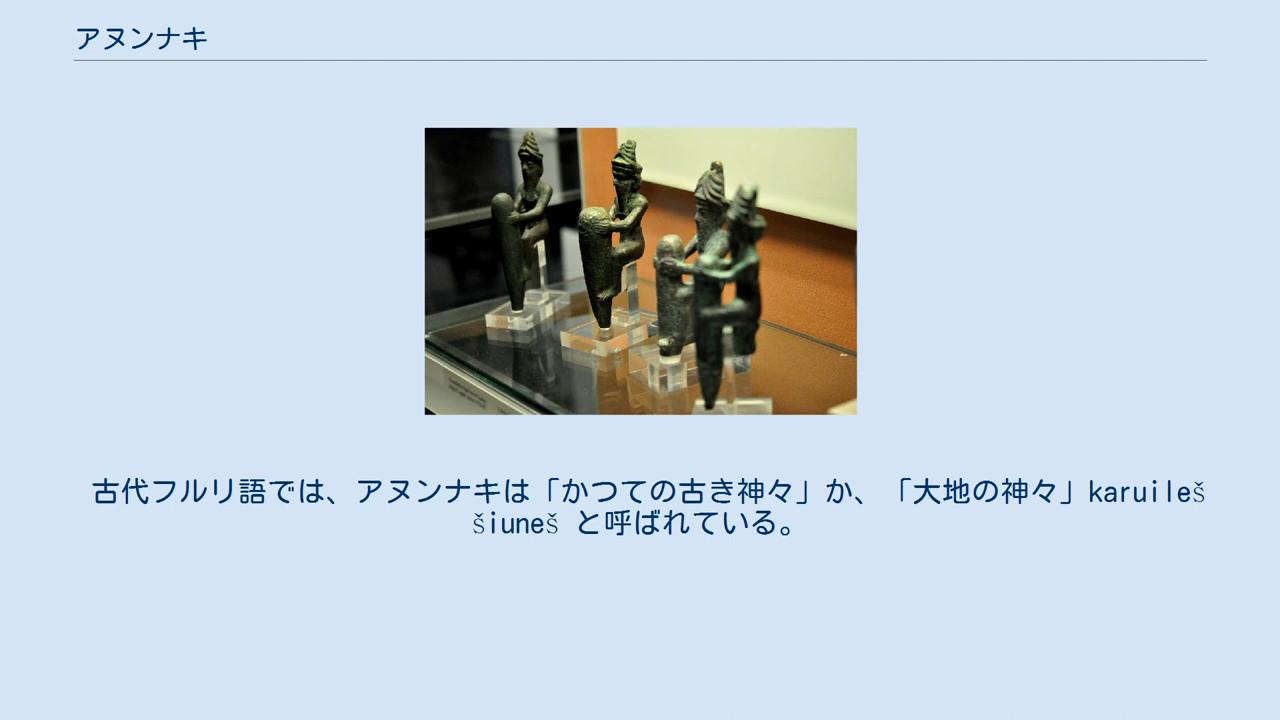 アヌンナキ
古代フルリ語では、アヌンナキは「かつての古き神々」か、「大地の神々」karuileš
šiuneš と呼ばれている。